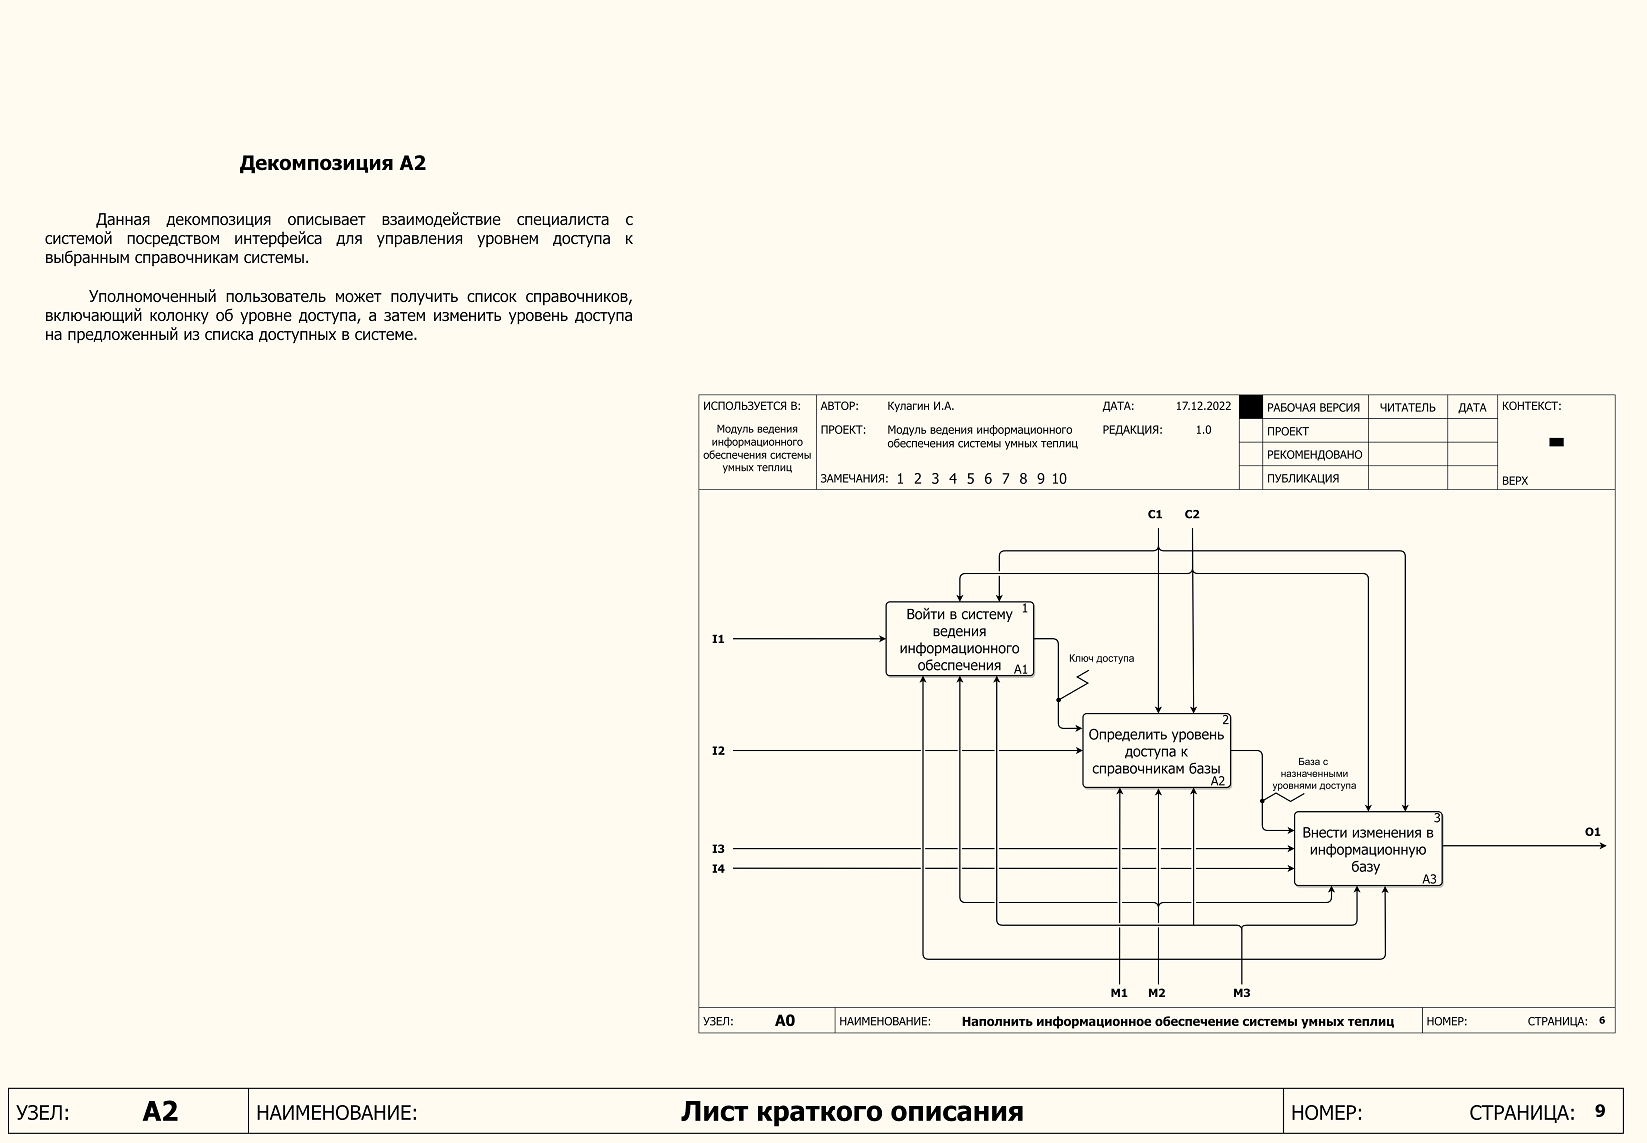 Декомпозиция А2
Данная декомпозиция описывает взаимодействие специалиста с
системой посредством интерфейса для управления уровнем доступа к
выбранным справочникам системы.
Уполномоченный пользователь может получить список справочников,
включающий колонку об уровне доступа, а затем изменить уровень доступа
на предложенный из списка доступных в системе.
ИСПОЛЬЗУЕТСЯ В:
Модуль ведения
информационного
обеспечения системы
умных теплиц
АВТОР: Кулагин И.А.
ДАТА: 17.12.2022
ПРОЕКТ: Модуль ведения информационного
обеспечения системы умных теплиц
РЕДАКЦИЯ: 1.0
ЗАМЕЧАНИЯ: 1 2 3 4 5 6 7 8 9 10
РАБОЧАЯ ВЕРСИЯ ЧИТАТЕЛЬ ДАТА
ПРОЕКТ
РЕКОМЕНДОВАНО
ПУБЛИКАЦИЯ
КОНТЕКСТ:
ВЕРХ
C1 C2
1
Войти в систему
ведения
информационного
обеспечения
А1
I1
Ключ доступа
2
Определить уровень
доступа к
справочникам базы
А2
I2
База с
назначенными
уровнями доступа
3
Внести изменения в
информационную
базу
А3
O1
I3
I4
M1 M2 M3
УЗЕЛ: А0 НАИМЕНОВАНИЕ: Наполнить информационное обеспечение системы умных теплиц НОМЕР: СТРАНИЦА: 6
УЗЕЛ: А2 НАИМЕНОВАНИЕ: Лист краткого описания НОМЕР: СТРАНИЦА: 9